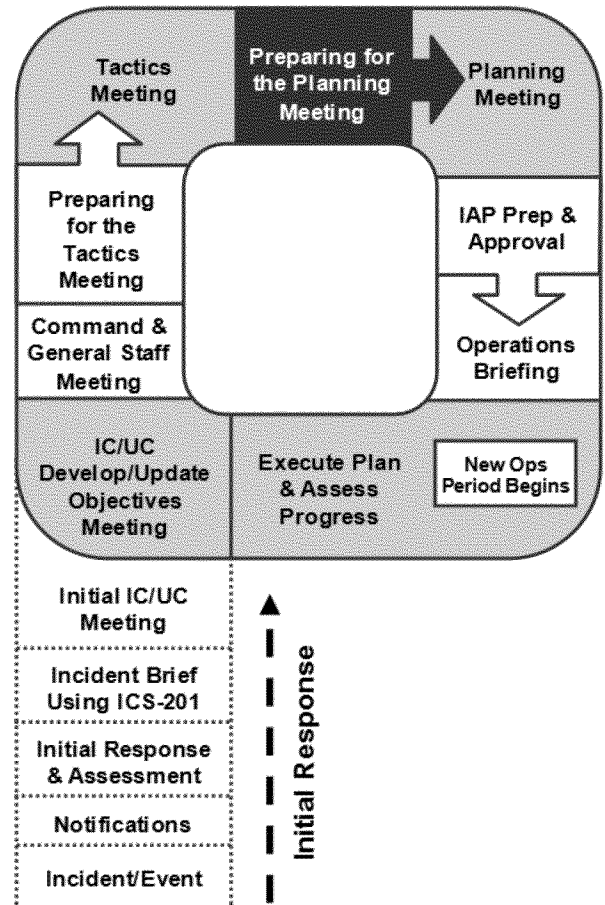 Tactics
Meeting
Preparing for
the Planning
Meeting
Planning
Meeting
Preparing
for the
Tactics
Meeting
IAP Prep &
Approval
Command &
General Staff
Meeting
Operations
Briefing
IC/UC
Develop/Update
Objectives
Meeting
Execute Plan
& Assess
Progress
New Ops
Period Begins
Initial IC/UC
Meeting
Incident Brief
Using ICS-201
Initial Response
& Assessment
Notifications
Incident/Event
Initial Response